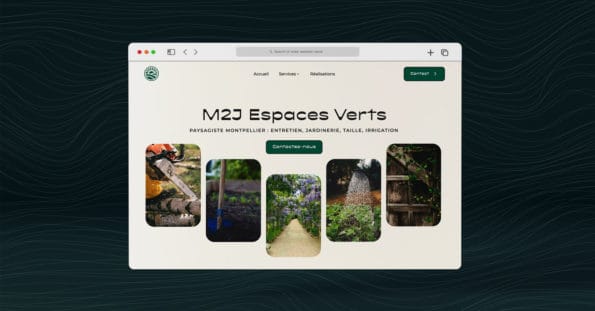 Search or enter website name
Accueil Services Réalisations Contact
M2J Espaces Verts
PAYSAGISTE MONTPELLIER : ENTRETIEN, JARDINERIE, TAILLE, IRRIGATION
Contactez-nous